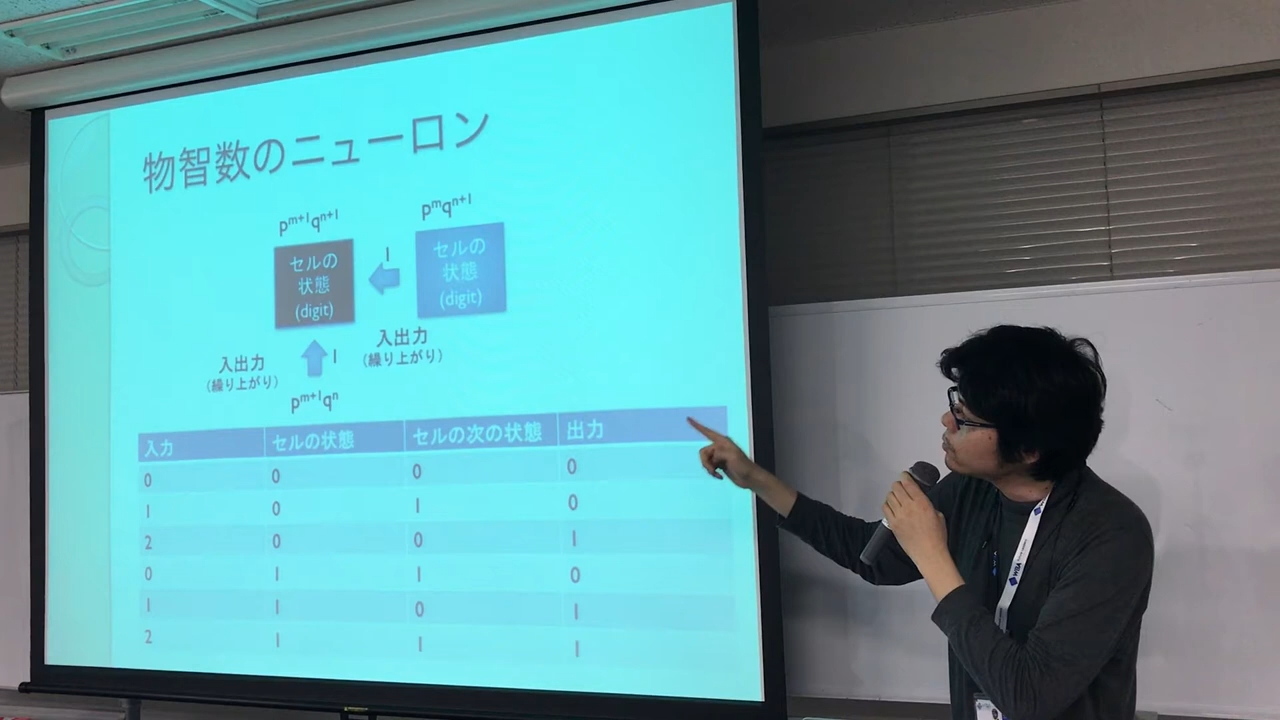 物智数のニューロン
pᵐ⁺¹qⁿ⁺¹
pᵐqⁿ⁺¹
セルの
状態
(digit)
1
セルの
状態
(digit)
入出力
(繰り上がり)
1
入出力
(繰り上がり)
pᵐ⁺¹qⁿ
入力 セルの状態 セルの次の状態 出力
0 0 0 0
1 0 1 0
2 0 0 1
0 1 1 0
1 1 0 1
2 1 1 1
WBA